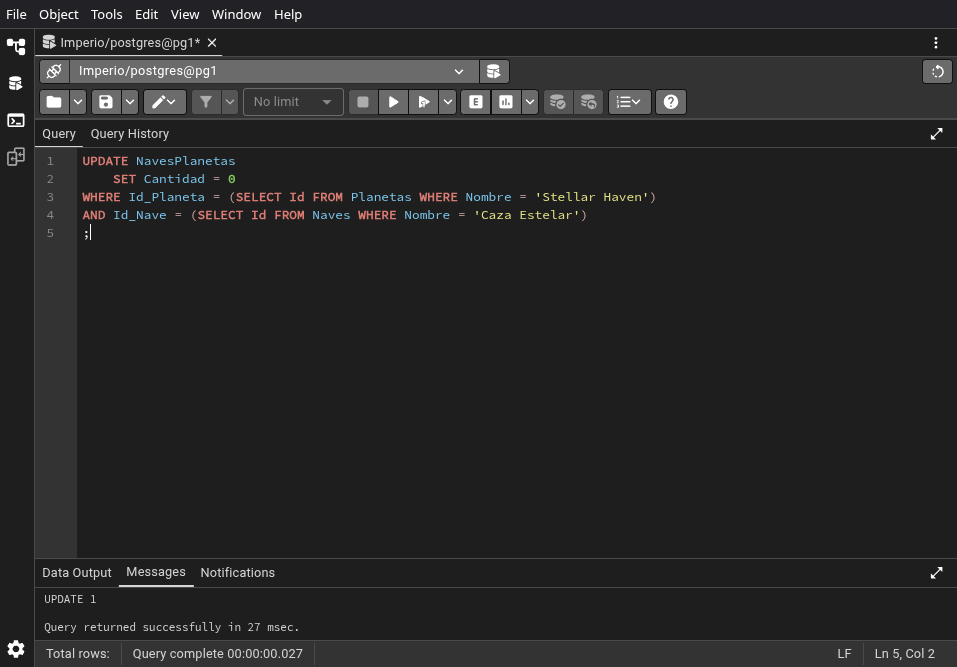 File Object Tools Edit View Window Help
Imperio/postgres@pg1*
Imperio/postgres@pg1
No limit
E
Query Query History
1 UPDATE NavesPlanetas
2 SET Cantidad = 0
3 WHERE Id_Planeta = (SELECT Id FROM Planetas WHERE Nombre = 'Stellar Haven')
4 AND Id_Nave = (SELECT Id FROM Naves WHERE Nombre = 'Caza Estelar')
5 ;
Data Output Messages Notifications
UPDATE 1
Query returned successfully in 27 msec.
Total rows: Query complete 00:00:00.027 LF Ln 5, Col 2